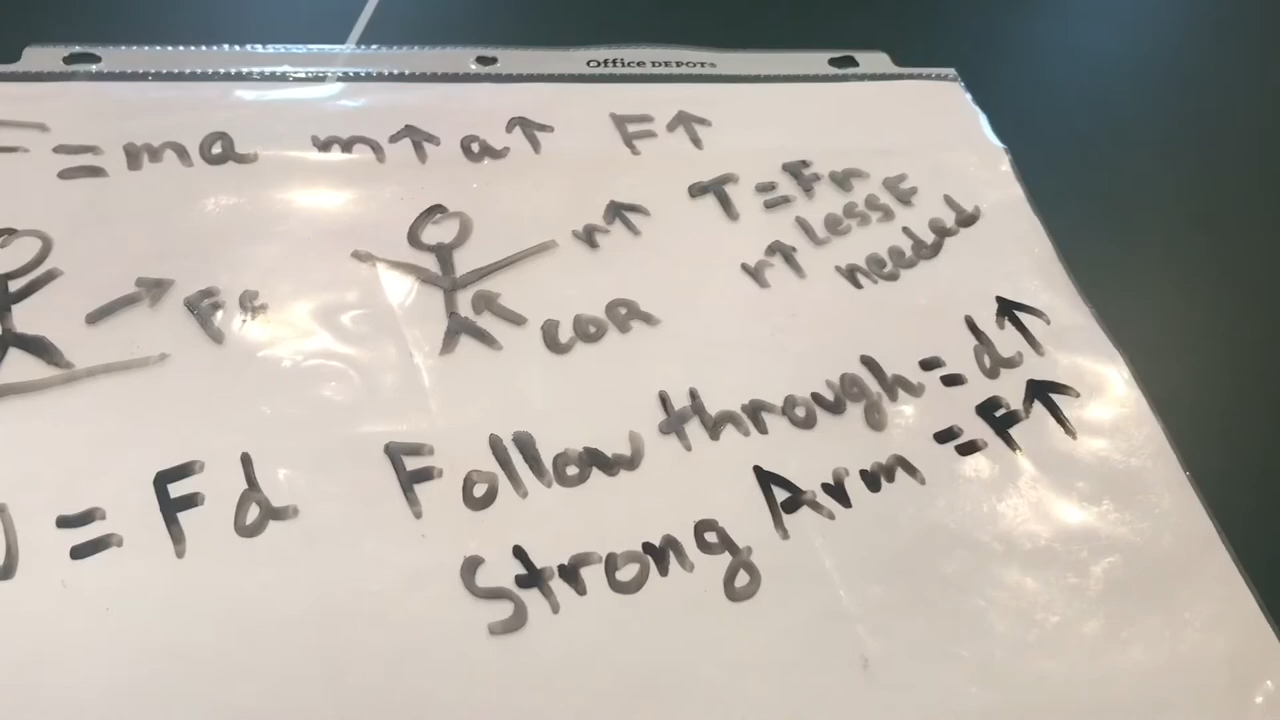 Office DEPOT®
= ma m↑ a↑ F↑
T = Fr
r↑ Less F
needed
r↑
Ff
COR
= Fd Follow through = d↑
Strong Arm = F↑